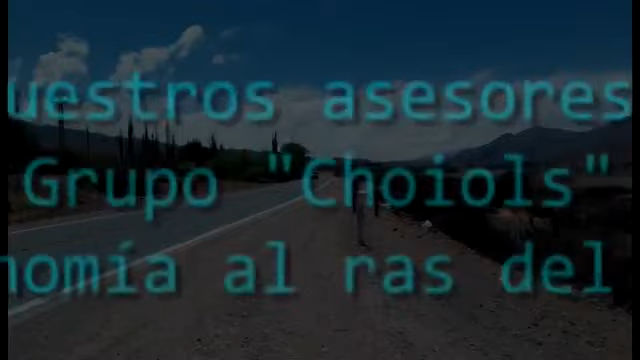 uestros asesores
Grupo "Choiols"
nomía al ras del